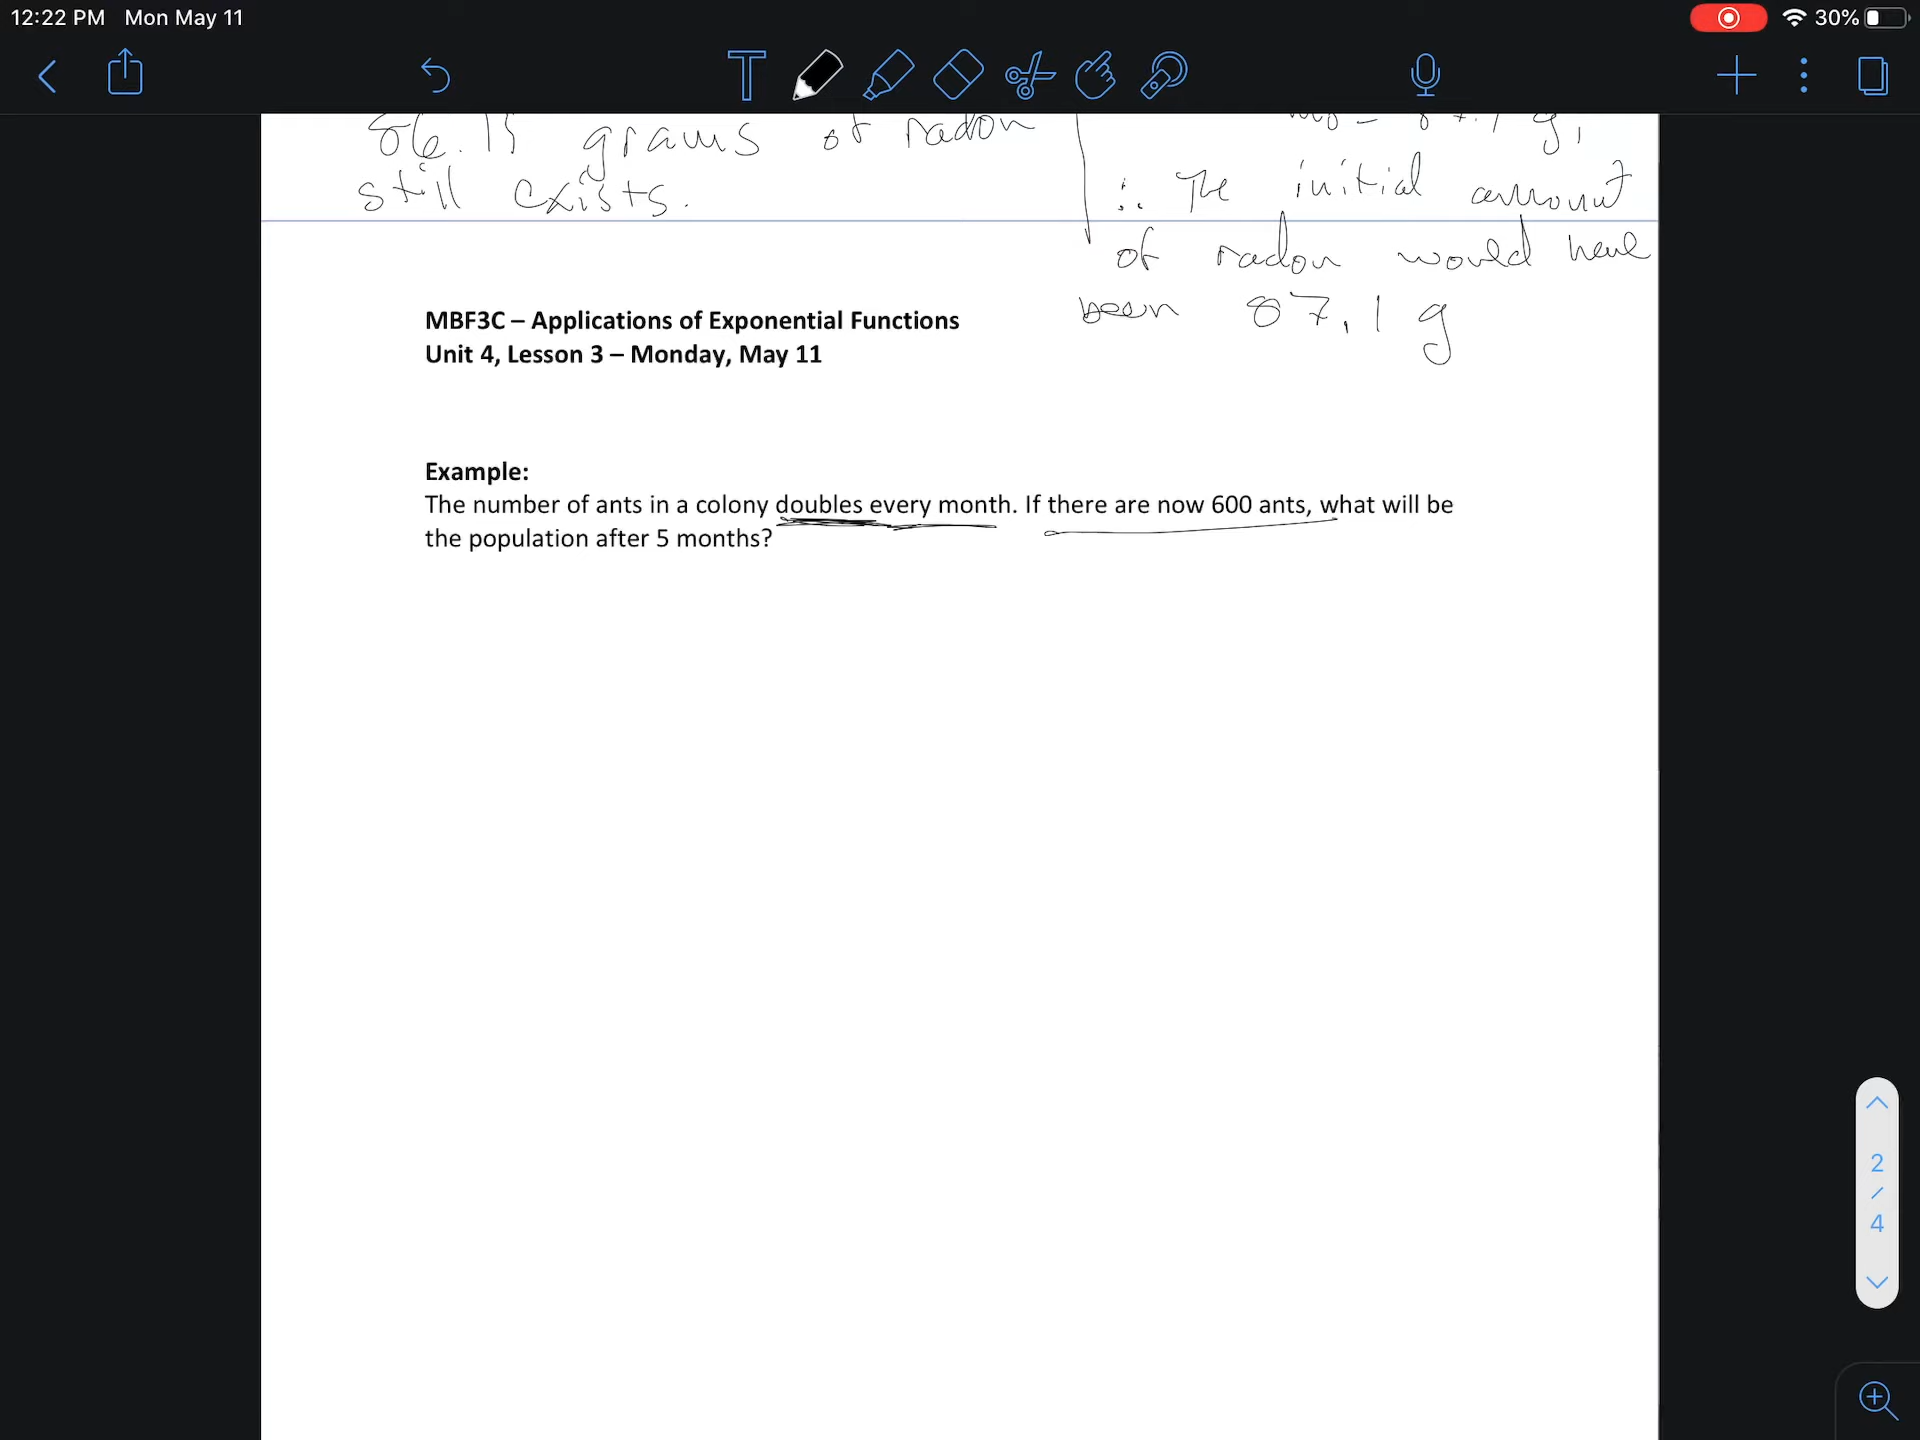 12:22 PM Mon May 11
30%
grams of radon
still exists.
∴ The initial amount
of radon would have
been 87.1 g
MBF3C – Applications of Exponential Functions
Unit 4, Lesson 3 – Monday, May 11
Example:
The number of ants in a colony doubles every month. If there are now 600 ants, what will be
the population after 5 months?
2
/
4